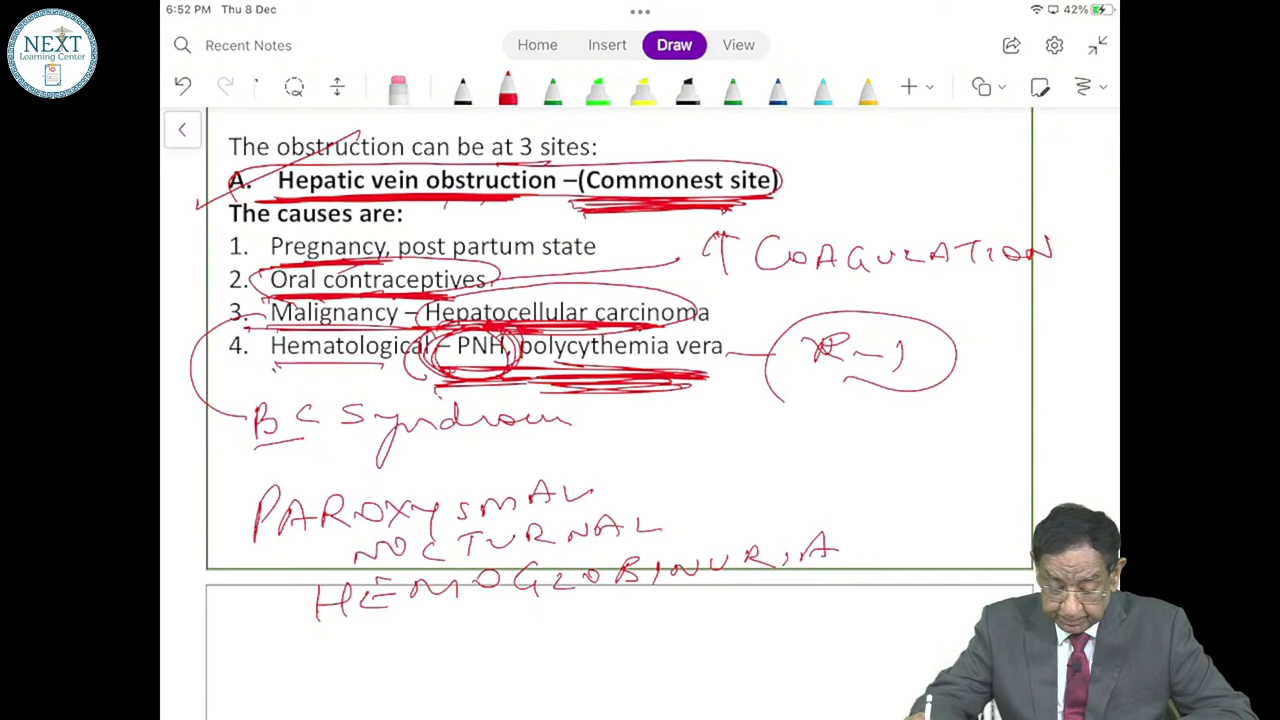 6:52 PM Thu 8 Dec
42%
NEXT
Learning Center
Recent Notes
Home Insert Draw View
The obstruction can be at 3 sites:
A. Hepatic vein obstruction –(Commonest site)
The causes are:
1. Pregnancy, post partum state
↑ COAGULATION
2. Oral contraceptives
3. Malignancy – Hepatocellular carcinoma
4. Hematological – PNH, polycythemia vera
BC Syndrom
PAROXYSMAL
NOCTURNAL
HEMOGLOBINURIA